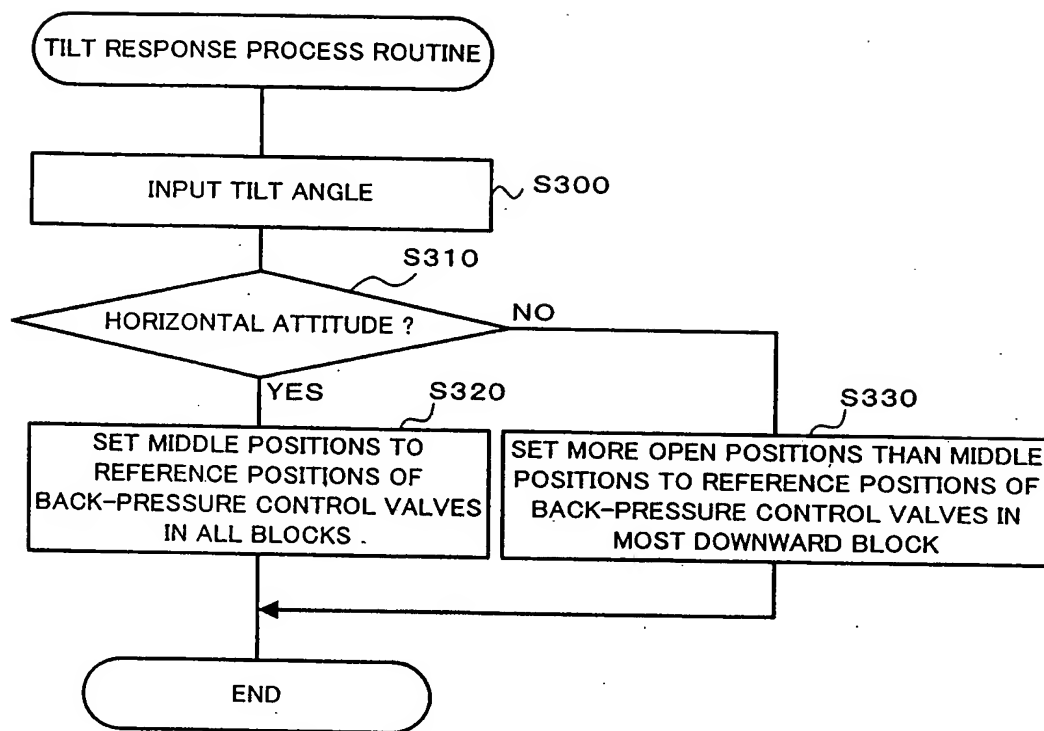 TILT RESPONSE PROCESS ROUTINE
INPUT TILT ANGLE
S300
S310
HORIZONTAL ATTITUDE ?
NO
YES
S320
SET MIDDLE POSITIONS TO
REFERENCE POSITIONS OF
BACK-PRESSURE CONTROL VALVES
IN ALL BLOCKS .
S330
SET MORE OPEN POSITIONS THAN MIDDLE
POSITIONS TO REFERENCE POSITIONS OF
BACK-PRESSURE CONTROL VALVES IN
MOST DOWNWARD BLOCK
END